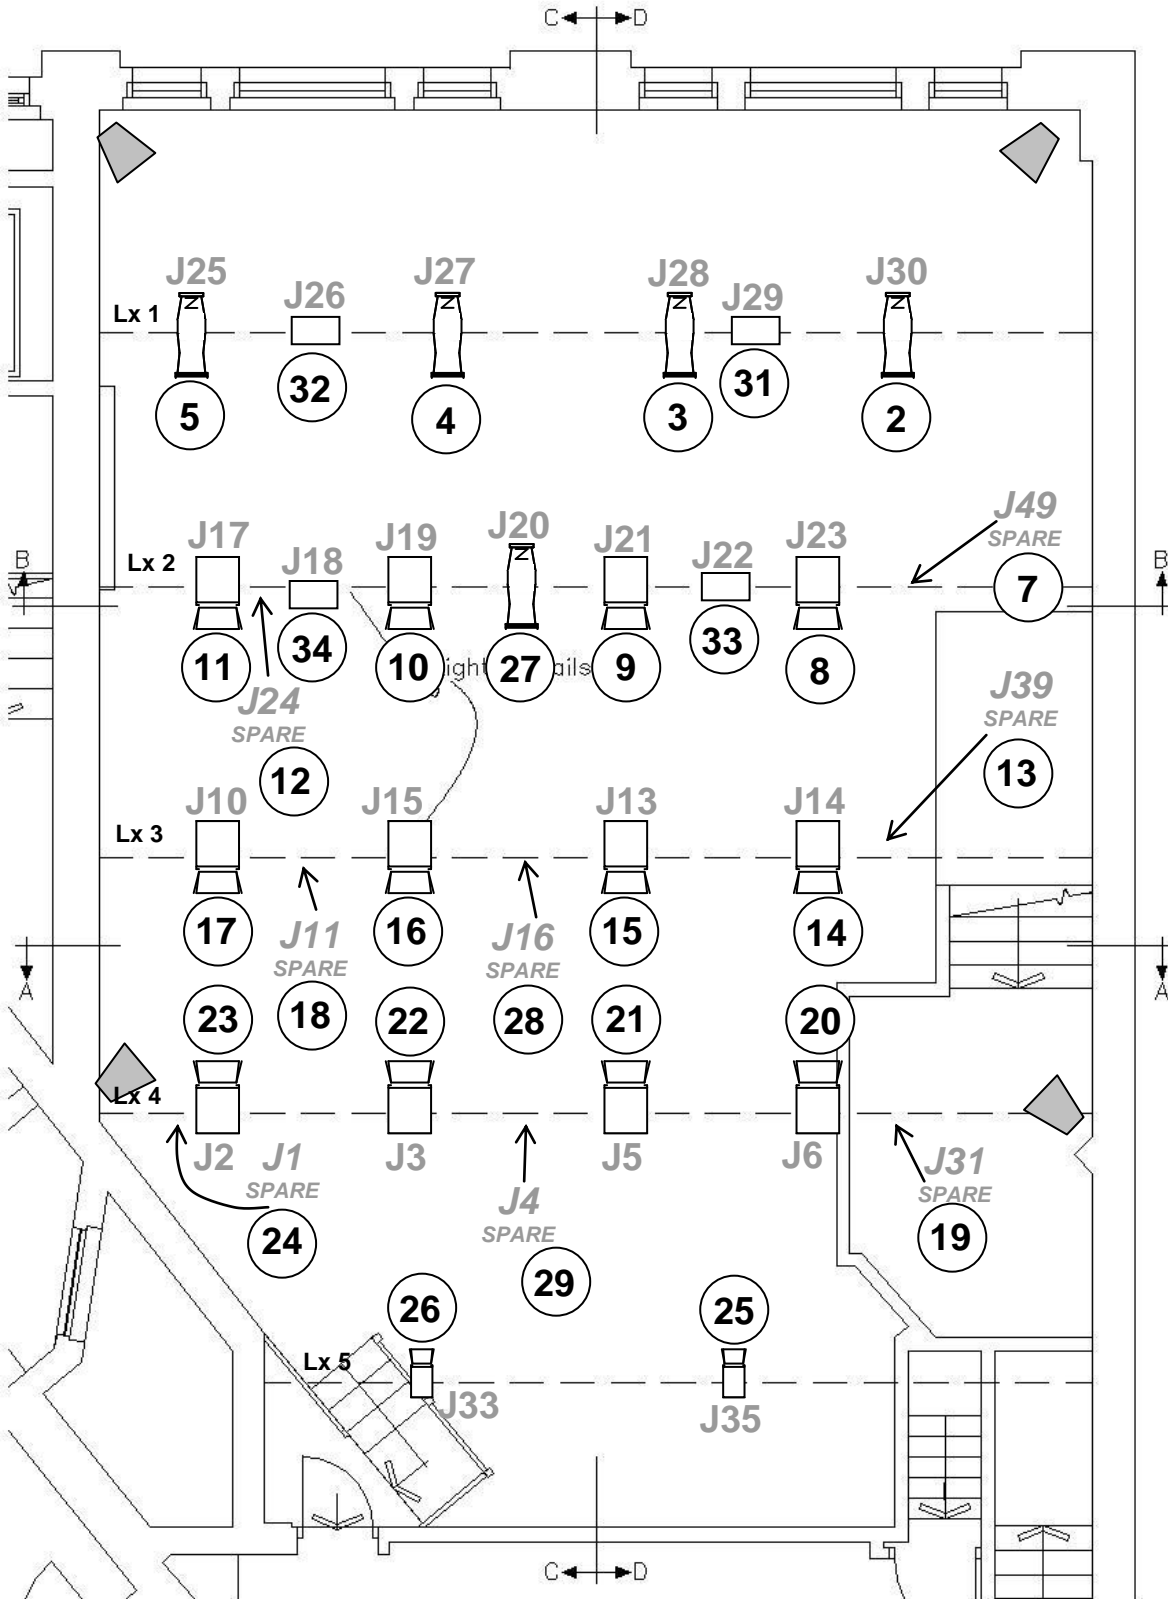 C D
J25 J27 J28 J30
J26 J29
Lx 1
N N N N
32 31
5 4 3 2
J49
SPARE
J17 J19 J20 J21 J23
B Lx 2 J18 N J22 B
7
11 34 10 ight 27 ails 9 33 8
J24
SPARE
J39
SPARE
12 13
J10 J15 J13 J14
Lx 3
17 16 15 14
J11
SPARE
J16
SPARE
A A
23 18 22 28 21 20
Lx 4
J2 J1 J3 J5 J6 J31
SPARE SPARE
J4
SPARE
24 19
29
26 25
Lx 5
J33 J35
C D